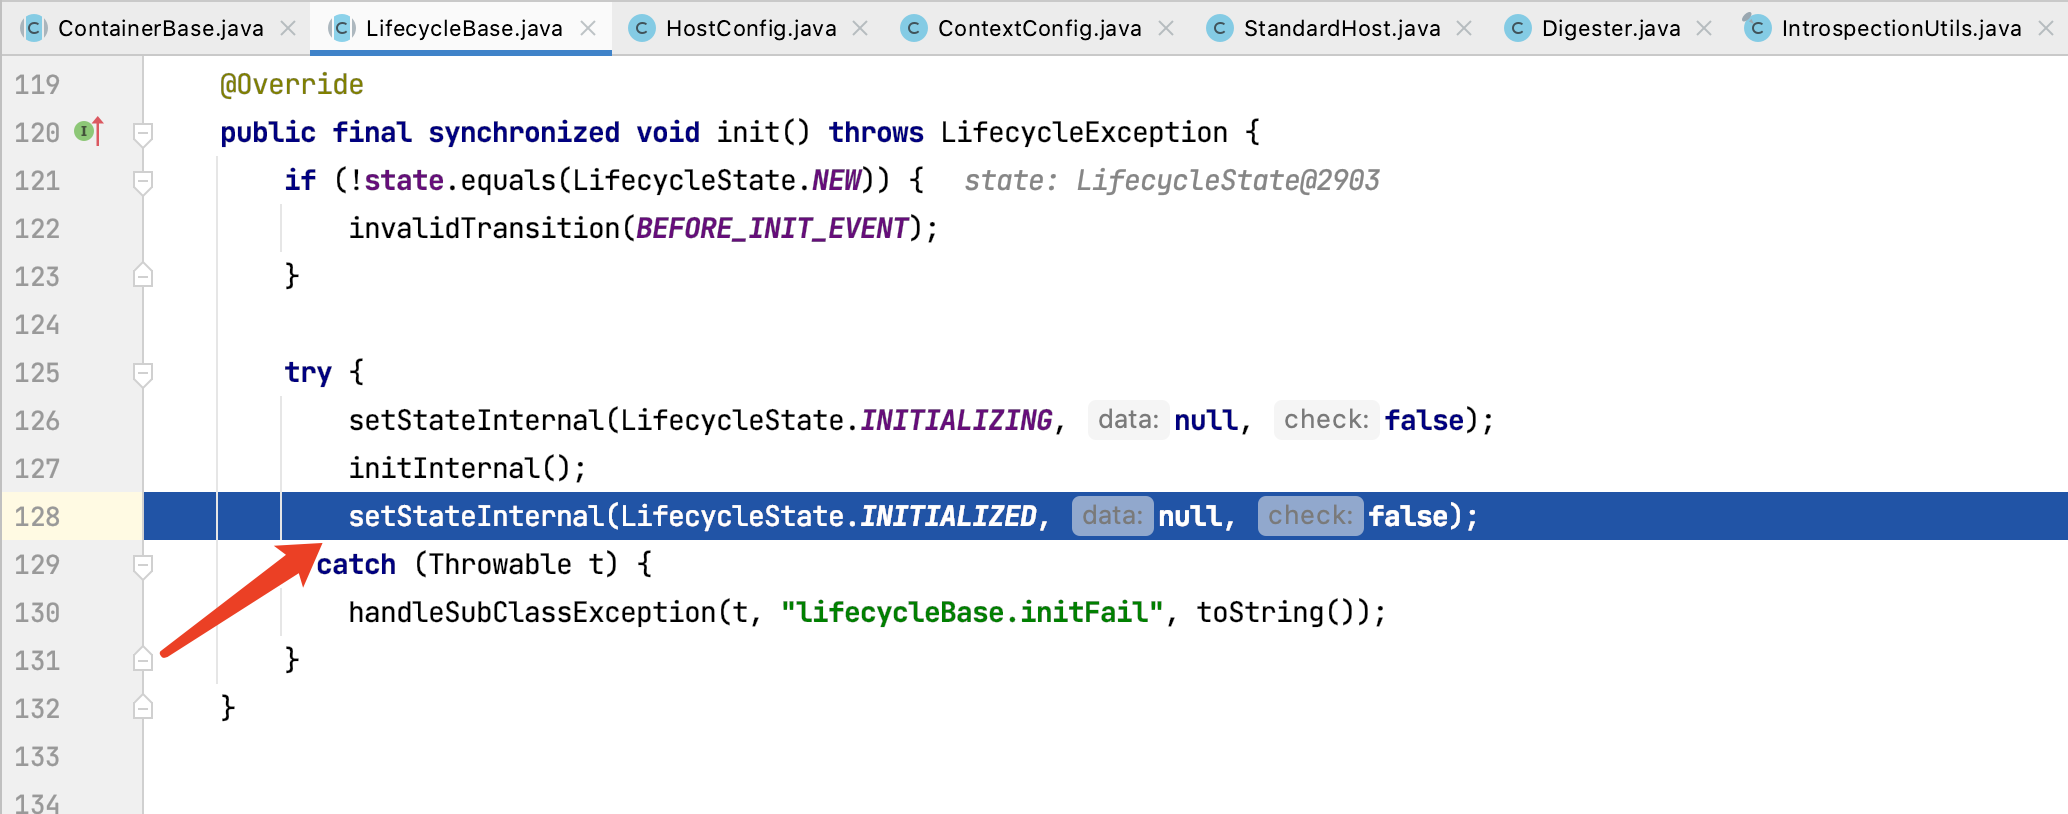 ContainerBase.java LifecycleBase.java HostConfig.java ContextConfig.java StandardHost.java Digester.java IntrospectionUtils.java
119 @Override
120 public final synchronized void init() throws LifecycleException {
121 if (!state.equals(LifecycleState.NEW)) { state: LifecycleState@2903
122 invalidTransition(BEFORE_INIT_EVENT);
123 }
124
125 try {
126 setStateInternal(LifecycleState.INITIALIZING, data: null, check: false);
127 initInternal();
128 setStateInternal(LifecycleState.INITIALIZED, data: null, check: false);
129 catch (Throwable t) {
130 handleSubClassException(t, "lifecycleBase.initFail", toString());
131 }
132 }
133
134